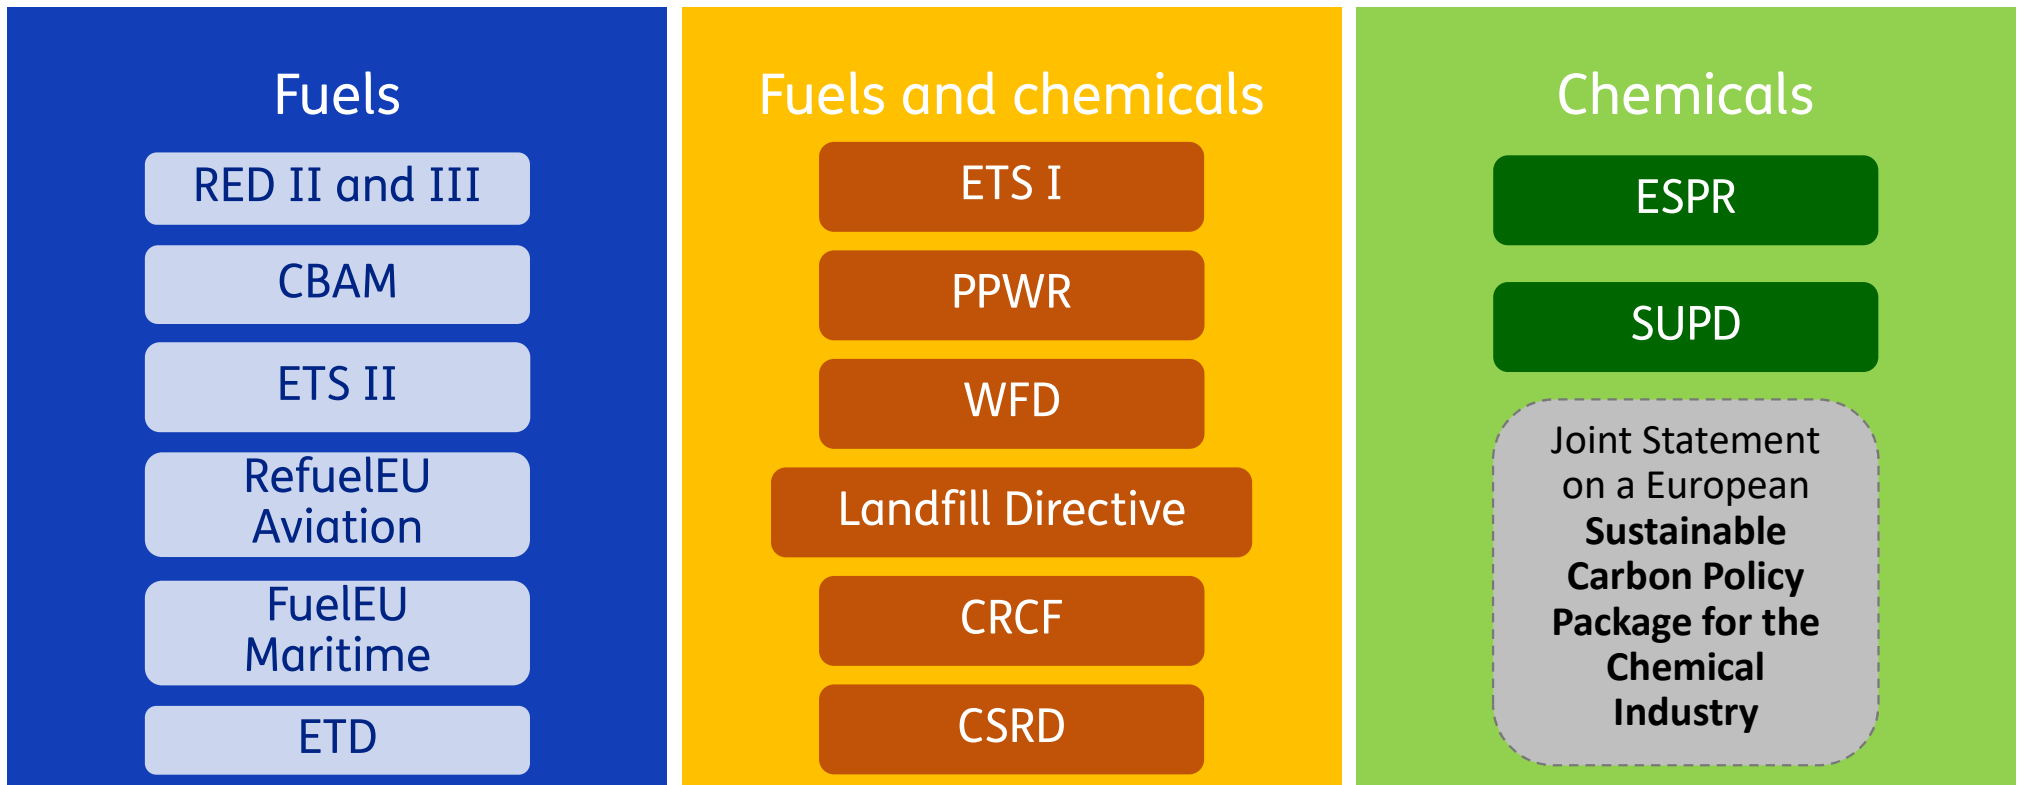 Fuels
RED II and III
CBAM
ETS II
RefuelEU
Aviation
FuelEU
Maritime
ETD
Fuels and chemicals
ETS I
PPWR
WFD
Landfill Directive
CRCF
CSRD
Chemicals
ESPR
SUPD
Joint Statement
on a European
Sustainable
Carbon Policy
Package for the
Chemical
Industry